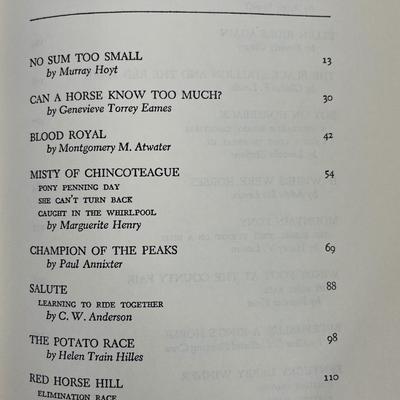 NO SUM TOO SMALL 13
by Murray Hoyt
CAN A HORSE KNOW TOO MUCH? 30
by Genevieve Torrey Eames
BLOOD ROYAL 42
by Montgomery M. Atwater
MISTY OF CHINCOTEAGUE 54
PONY PENNING DAY
SHE CAN'T TURN BACK
CAUGHT IN THE WHIRLPOOL
by Marguerite Henry
CHAMPION OF THE PEAKS 69
by Paul Annixter
SALUTE 88
LEARNING TO RIDE TOGETHER
by C. W. Anderson
THE POTATO RACE 98
by Helen Train Hilles
RED HORSE HILL 110
ELIMINATION RACE